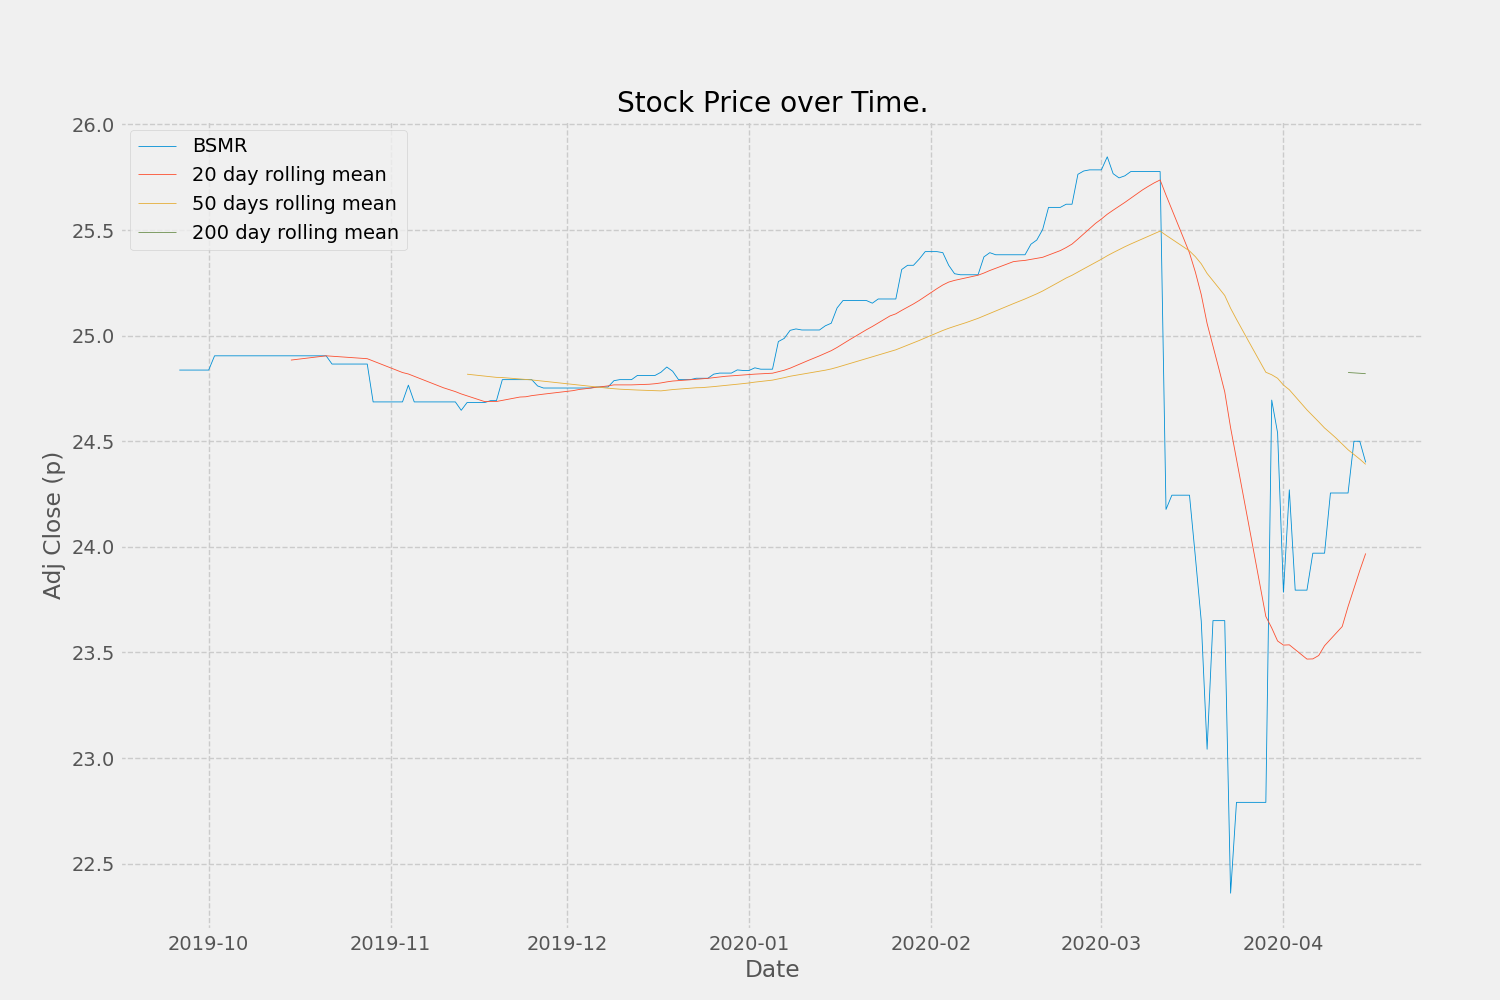 Stock Price over Time.
26.0
25.5
25.0
24.5
24.0
23.5
23.0
22.5
Adj Close (p)
BSMR
20 day rolling mean
50 days rolling mean
200 day rolling mean
2019-10 2019-11 2019-12 2020-01 2020-02 2020-03 2020-04
Date